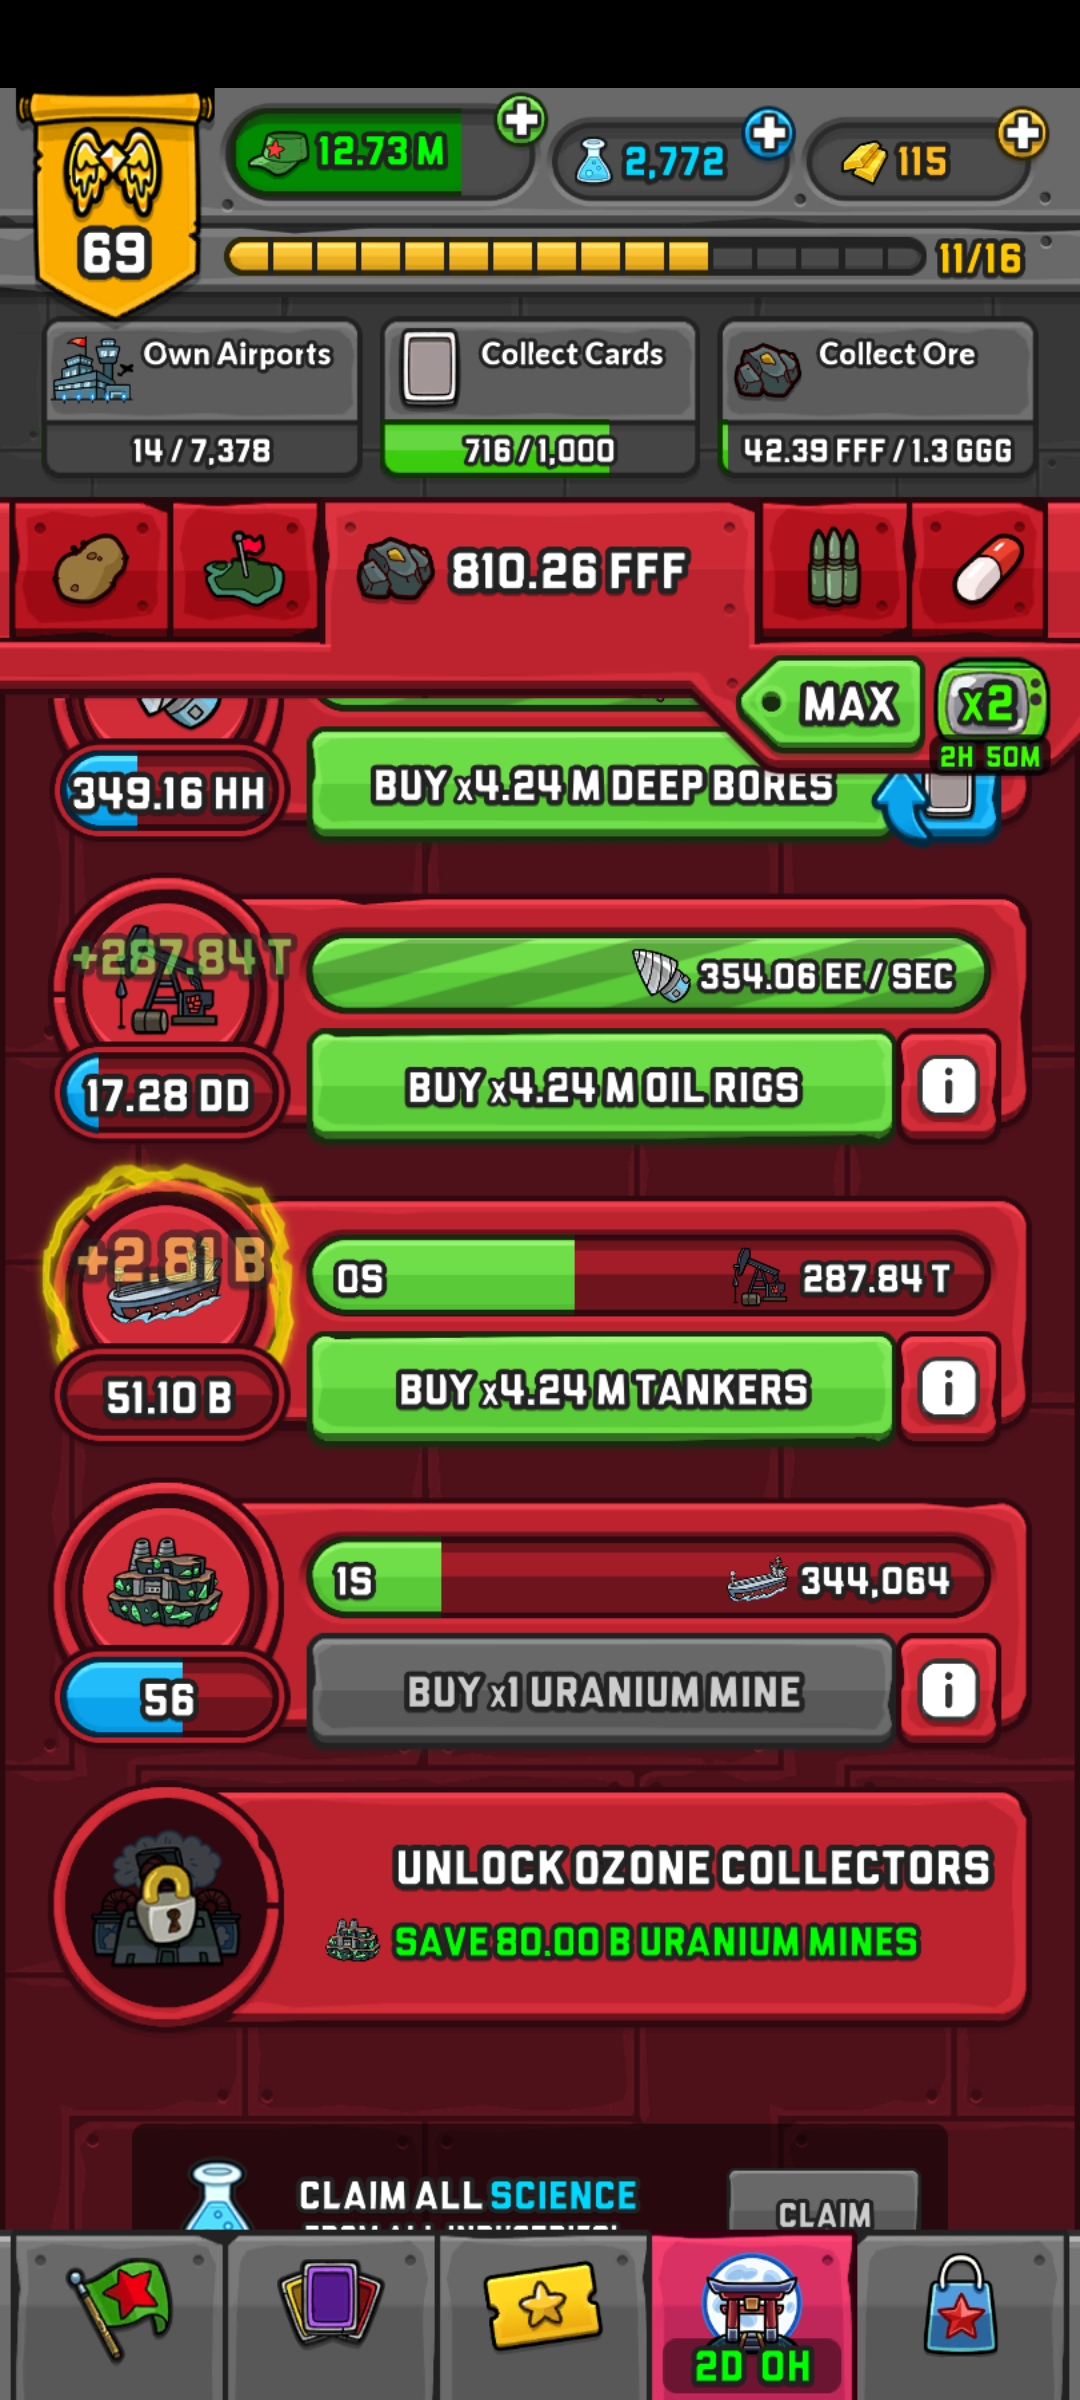 12.73 M
2,772
115
69
11/16
Own Airports
14 / 7,378
Collect Cards
716 / 1,000
Collect Ore
42.39 FFF / 1.3 GGG
810.26 FFF
MAX
x2
2H 50M
349.16 HH
BUY x4.24 M DEEP BORES
+287.84 T
354.06 EE / SEC
17.28 DD
BUY x4.24 M OIL RIGS
i
+2.81 B
0S
287.84 T
51.10 B
BUY x4.24 M TANKERS
i
1S
344,064
56
BUY x1 URANIUM MINE
i
UNLOCK OZONE COLLECTORS
SAVE 80.00 B URANIUM MINES
CLAIM ALL SCIENCE
FROM ALL INDUSTRIES!
CLAIM
2D 0H